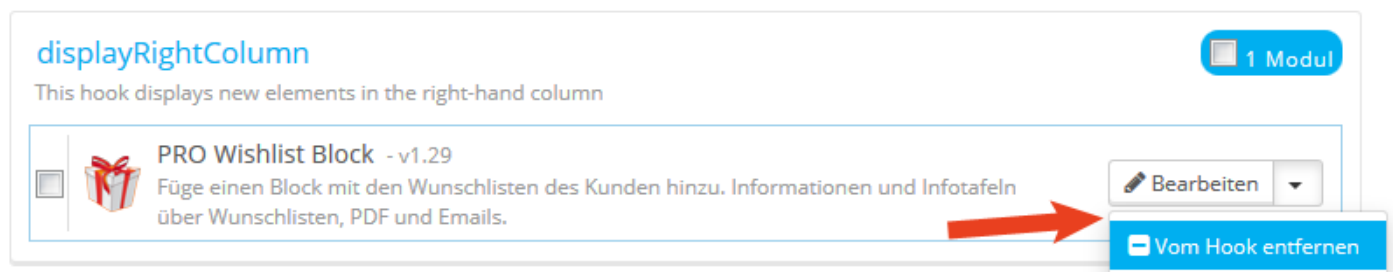 displayRightColumn
1 Modul
This hook displays new elements in the right-hand column
PRO Wishlist Block - v1.29
Füge einen Block mit den Wunschlisten des Kunden hinzu. Informationen und Infotafeln
über Wunschlisten, PDF und Emails.
Bearbeiten
Vom Hook entfernen